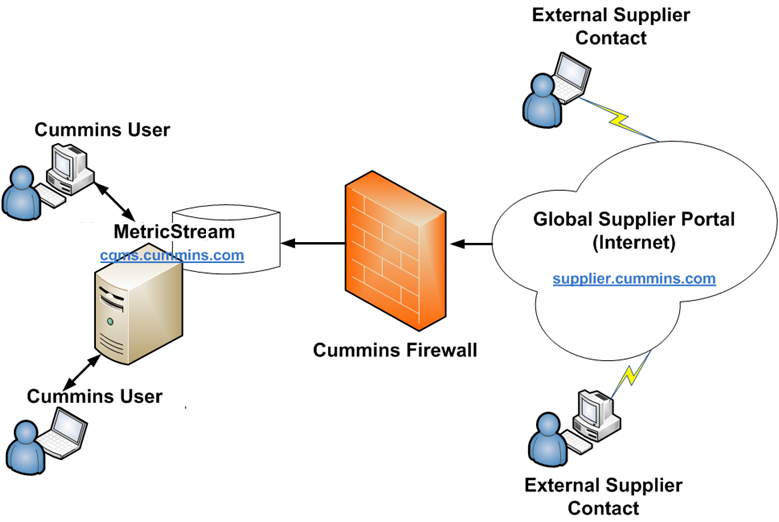 External Supplier
Contact
Cummins User
MetricStream
cqms.cummins.com
Global Supplier Portal
(Internet)
supplier.cummins.com
Cummins Firewall
Cummins User
External Supplier
Contact